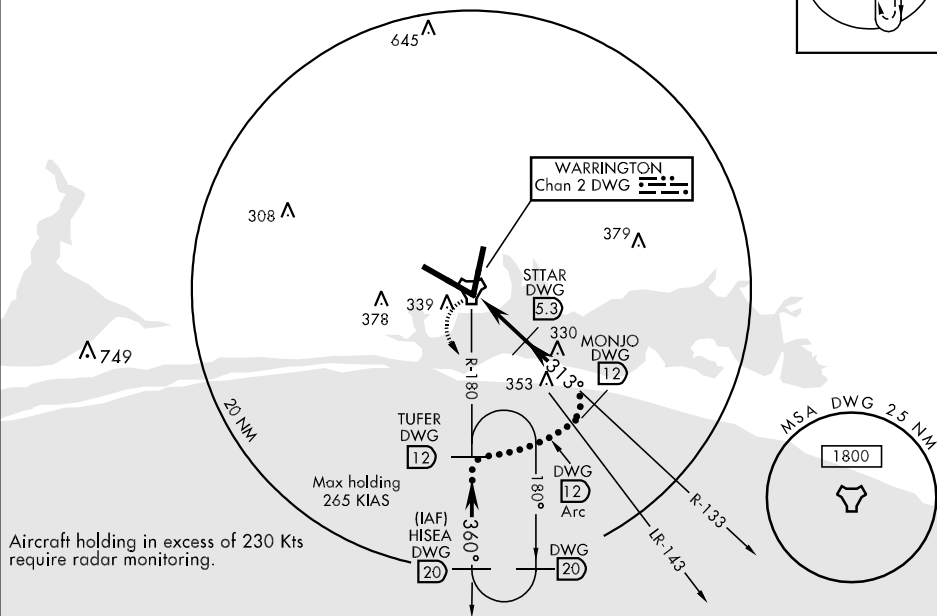 645
WARRINGTON
Chan 2 DWG
308
379
STTAR
DWG
5.3
339
378
330
MONJO
DWG
12
749
353
313°
R-180
20 NM
TUFER
DWG
12
MSA DWG 25 NM
1800
Max holding
265 KIAS
180°
DWG
12
Arc
R-133
(IAF)
HISEA
DWG
20
360°
LR-143
DWG
20
Aircraft holding in excess of 230 Kts
require radar monitoring.